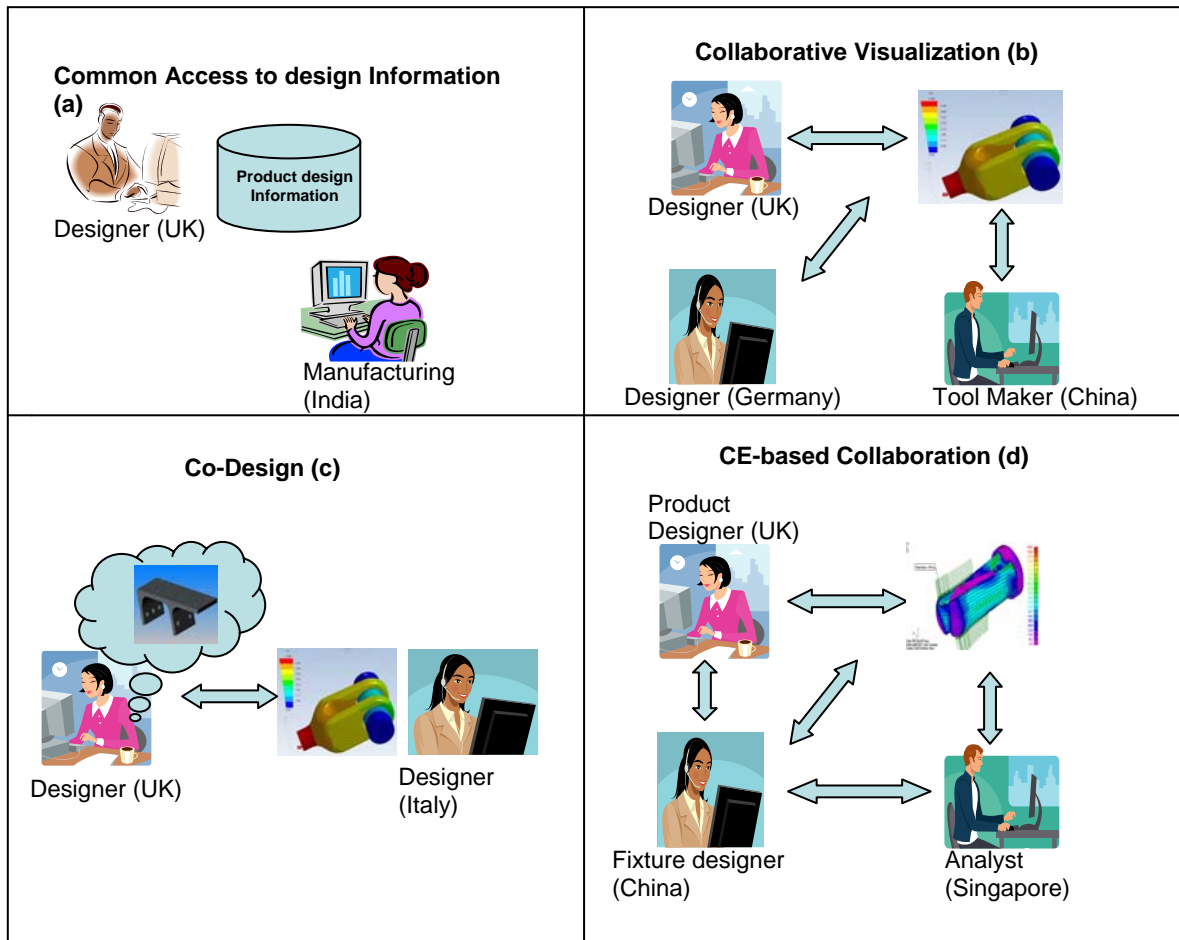 Common Access to design Information
(a)
Product design
Information
Designer (UK)
Manufacturing
(India)
Collaborative Visualization (b)
Designer (UK)
Designer (Germany)
Tool Maker (China)
Co-Design (c)
Designer (UK)
Designer
(Italy)
CE-based Collaboration (d)
Product
Designer (UK)
Fixture designer
(China)
Analyst
(Singapore)